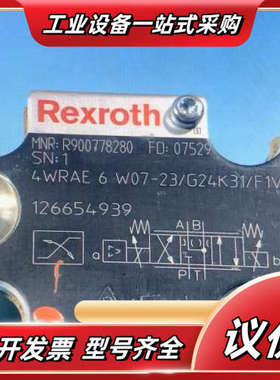 工业设备一站式采购
Rexroth
MNR: R900778280 FD: 07529
SN: 1
4WRAE 6 W07-23/G24K31/F1V
126654939
A B
a
b
P T
开发票 型号齐全
议价